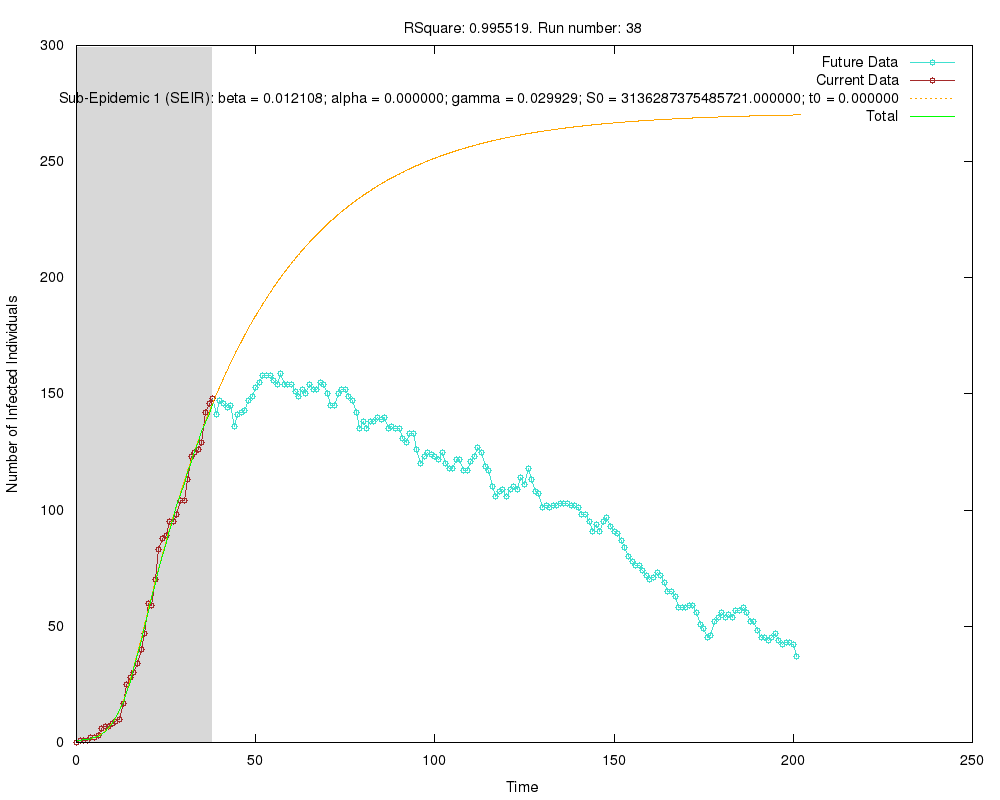 RSquare: 0.995519. Run number: 38
300
250
200
150
100
50
0
Number of Infected Individuals
Future Data
Current Data
Sub-Epidemic 1 (SEIR): beta = 0.012108; alpha = 0.000000; gamma = 0.029929; S0 = 3136287375485721.000000; t0 = 0.000000
Total
0 50 100 150 200 250
Time